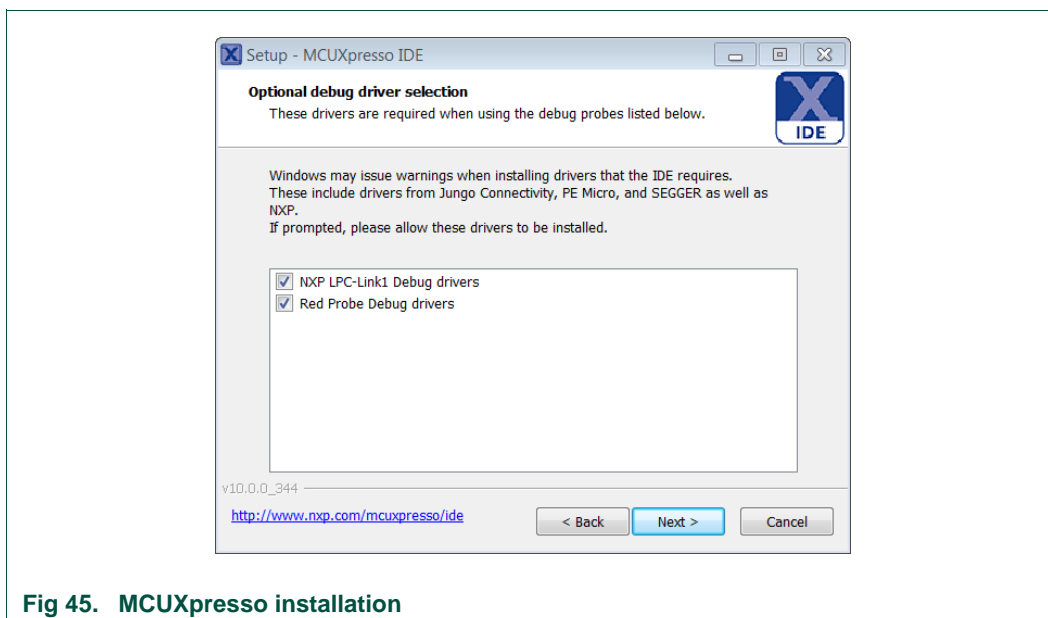 Setup - MCUXpresso IDE
Optional debug driver selection
These drivers are required when using the debug probes listed below.
IDE
Windows may issue warnings when installing drivers that the IDE requires.
These include drivers from Jungo Connectivity, PE Micro, and SEGGER as well as
NXP.
If prompted, please allow these drivers to be installed.
NXP LPC-Link1 Debug drivers
Red Probe Debug drivers
v10.0.0_344
http://www.nxp.com/mcuxpresso/ide
< Back
Next >
Cancel
Fig 45. MCUXpresso installation